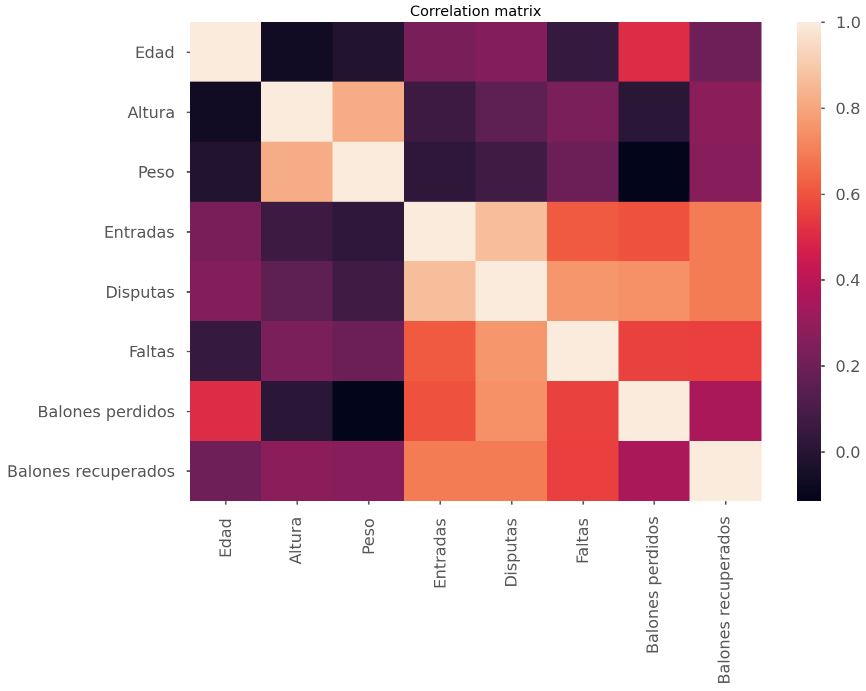 Correlation matrix
Edad
Altura
Peso
Entradas
Disputas
Faltas
Balones perdidos
Balones recuperados
Edad
Altura
Peso
Entradas
Disputas
Faltas
Balones perdidos
Balones recuperados
1.0
0.8
0.6
0.4
0.2
0.0